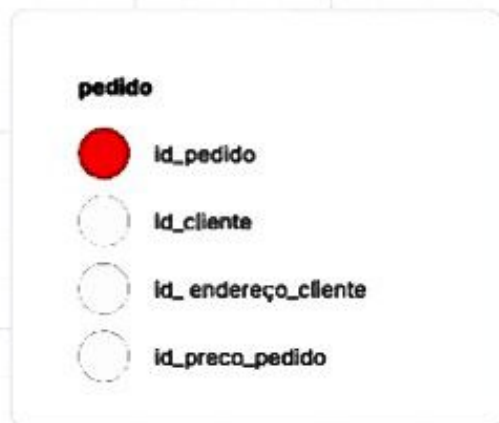 pedido
id_pedido
id_cliente
id_ endereço_cliente
id_preco_pedido